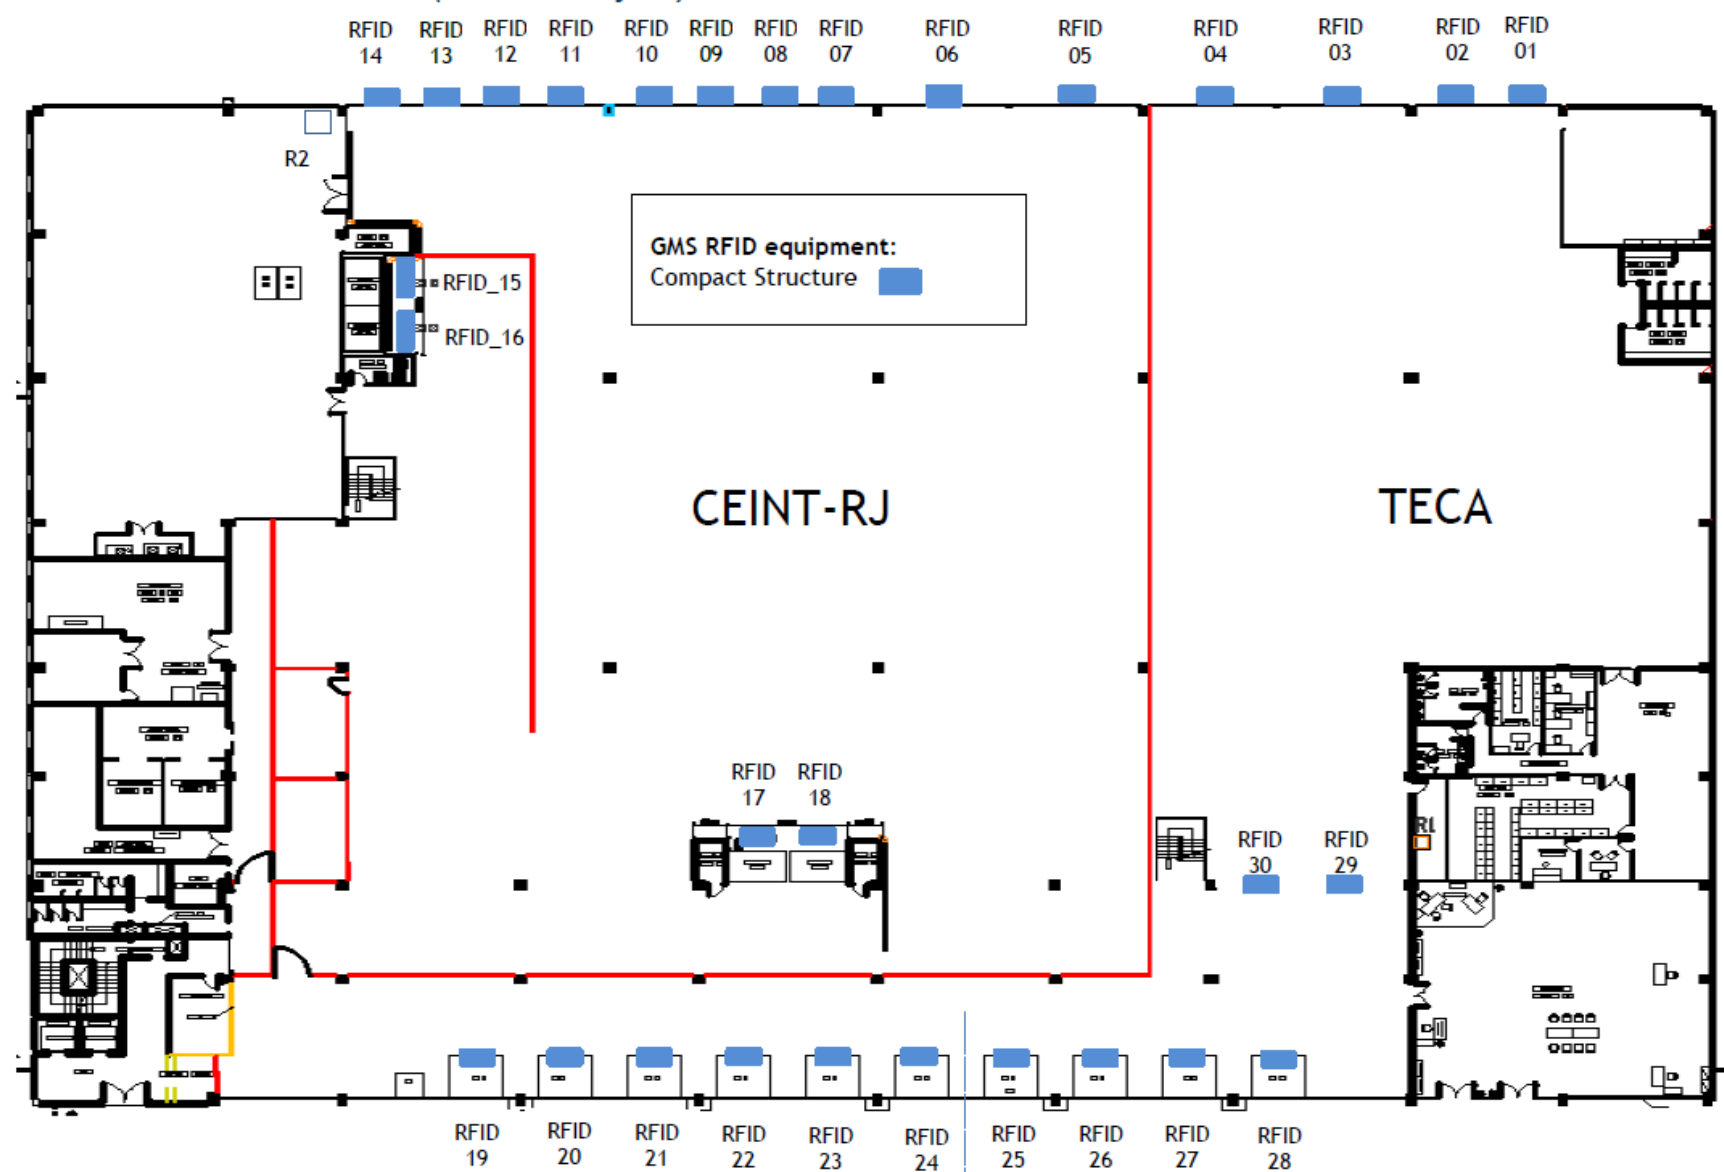 RFID 14
RFID 13
RFID 12
RFID 11
RFID 10
RFID 09
RFID 08
RFID 07
RFID 06
RFID 05
RFID 04
RFID 03
RFID 02
RFID 01
R2
GMS RFID equipment:
Compact Structure
RFID_15
RFID_16
CEINT-RJ
TECA
RFID 17
RFID 18
R1
RFID 30
RFID 29
RFID 19
RFID 20
RFID 21
RFID 22
RFID 23
RFID 24
RFID 25
RFID 26
RFID 27
RFID 28